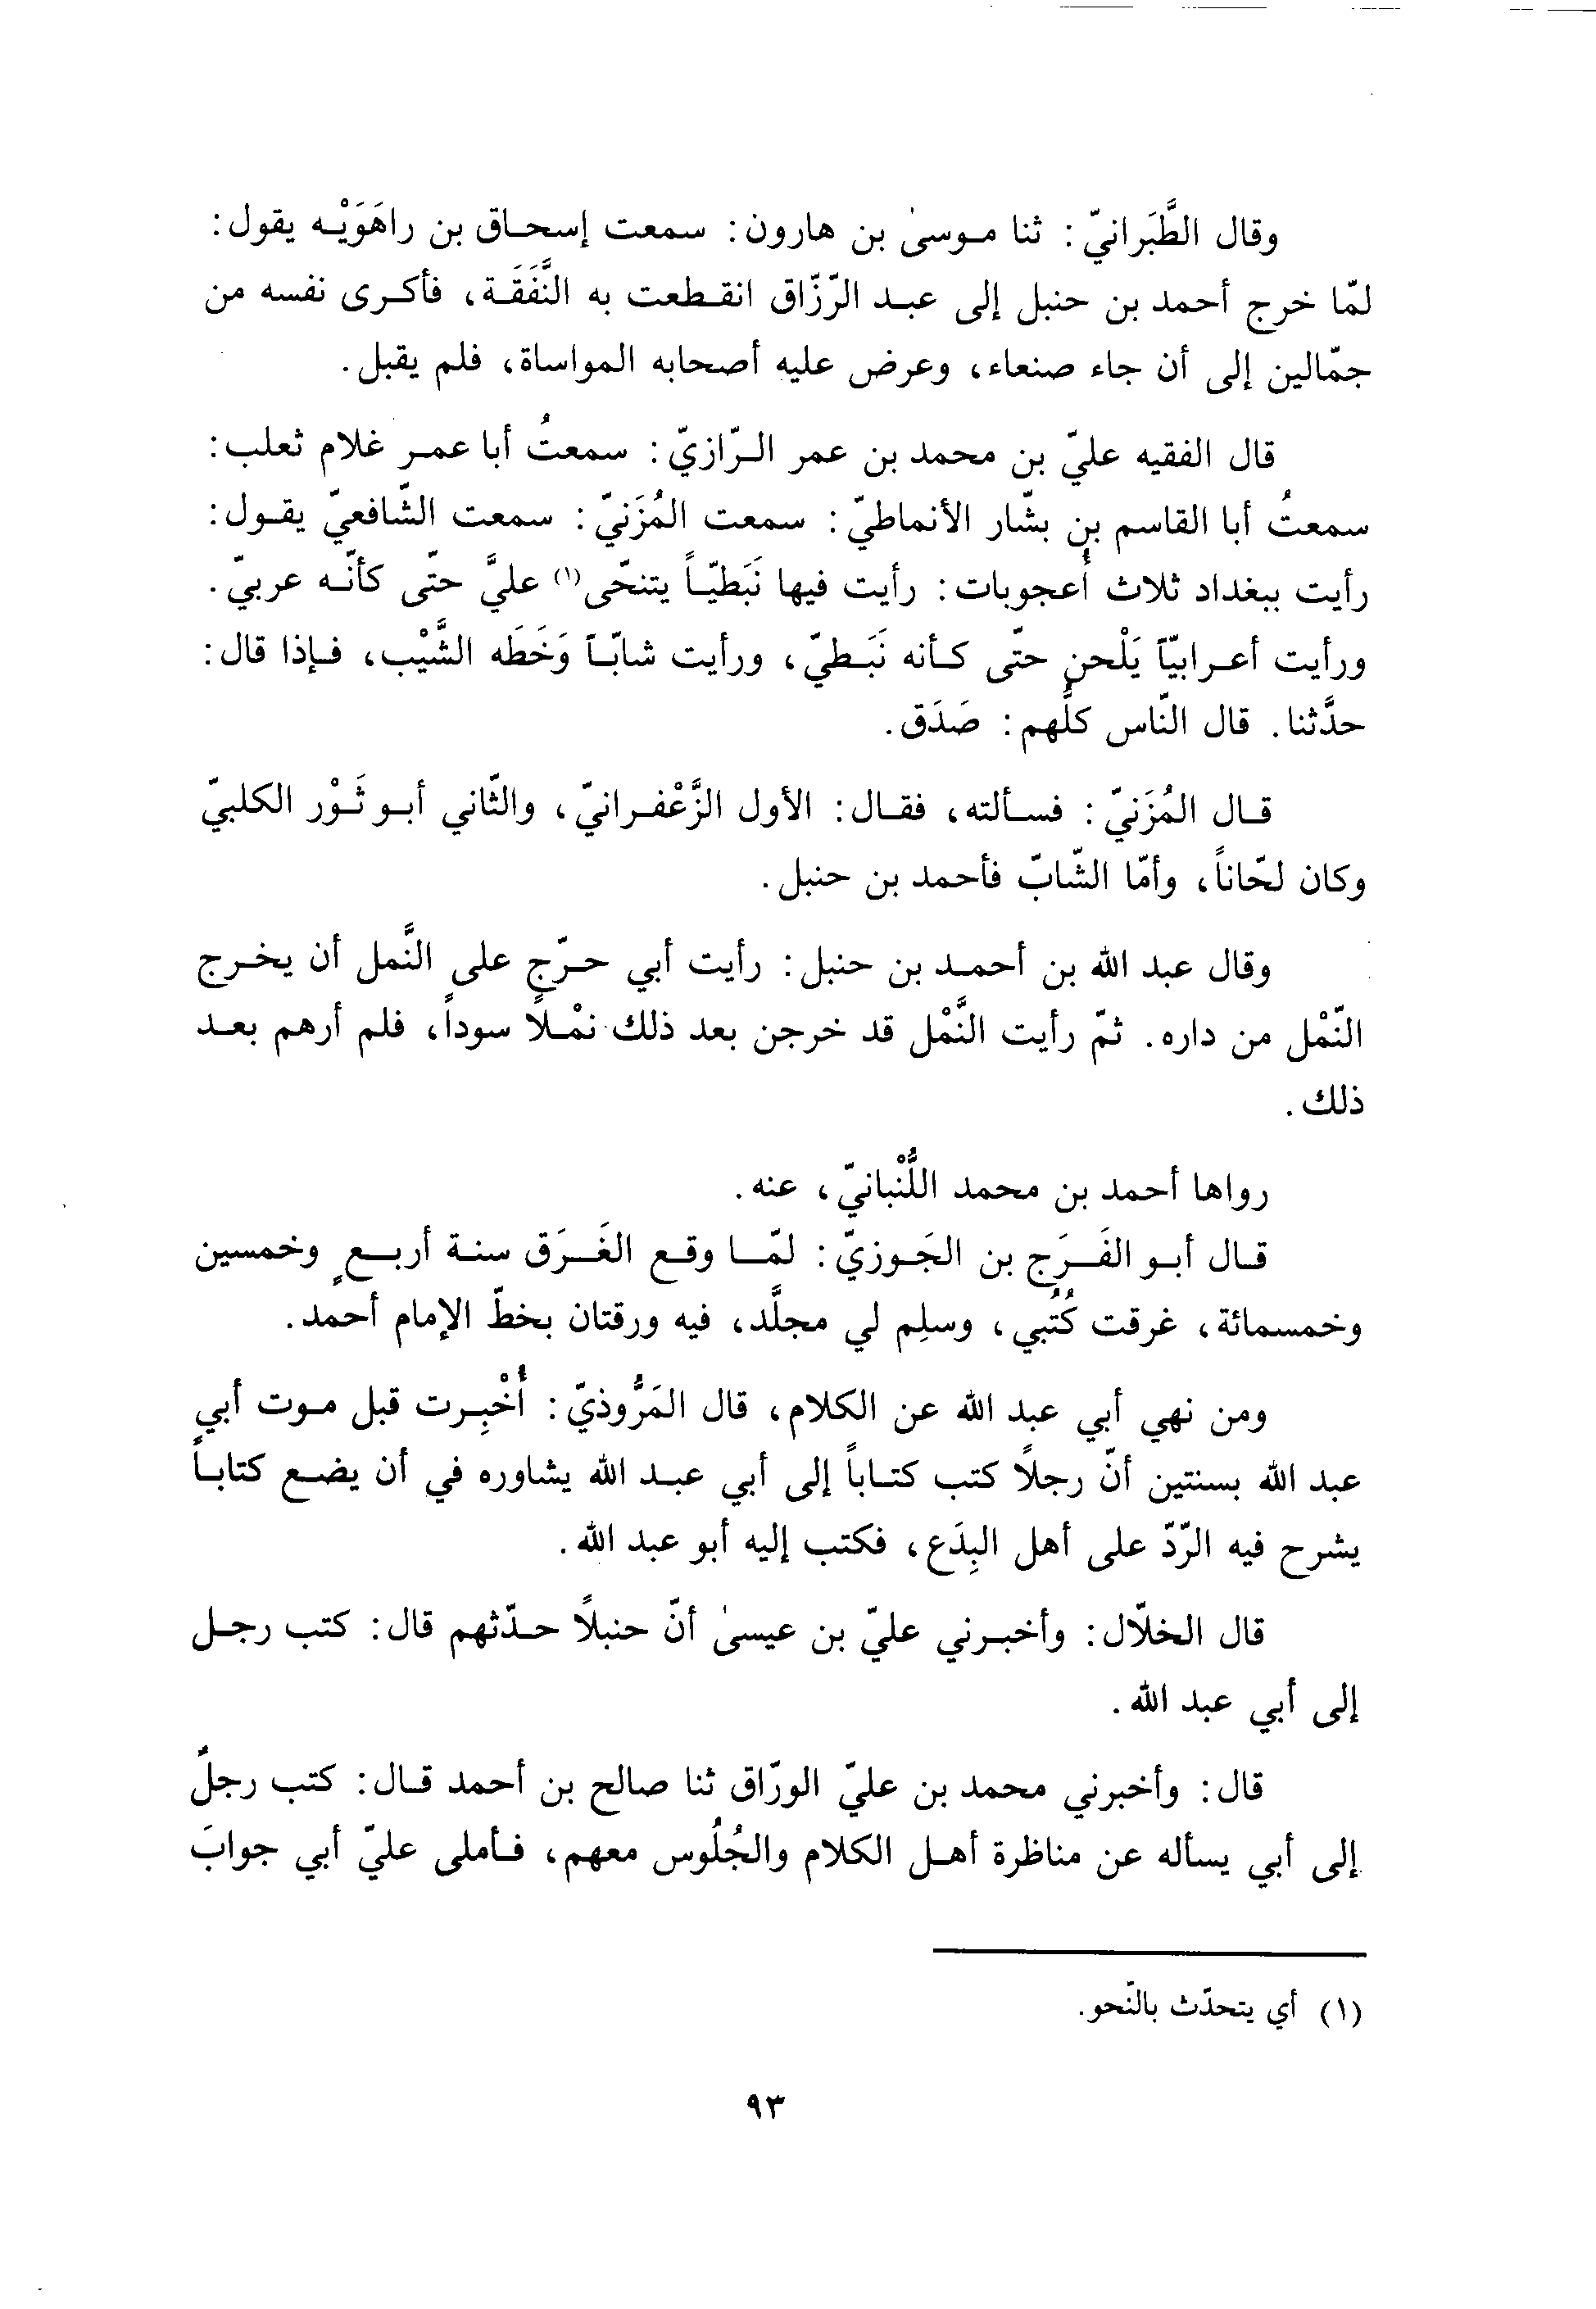 وقال الطَّبَرانيّ: ثنا موسىٰ بن هارون: سمعت إسحاق بن راهَوَيْه يقول:
لمّا خرج أحمد بن حنبل إلى عبد الرّزّاق انقطعت به النَّفَقَة، فأكرى نفسه من
جمّالين إلى أن جاء صنعاء، وعرض عليه أصحابه المواساة، فلم يقبل.
قال الفقيه عليّ بن محمد بن عمر الرّازيّ: سمعتُ أبا عمر غلام ثعلب:
سمعتُ أبا القاسم بن بشّار الأنماطيّ: سمعت المُزَنيّ: سمعت الشّافعيّ يقول:
رأيت ببغداد ثلاث أُعجوبات: رأيت فيها نَبَطيّاً يتنحّى(١) عليَّ حتّى كأنّه عربيّ.
ورأيت أعرابيّاً يَلْحن حتّى كأنه نَبَطيّ، ورأيت شابّاً وَخَطَه الشَّيْب، فإذا قال:
حدَّثنا. قال النّاس كلُّهم: صَدَق.
قال المُزَنيّ: فسألته، فقال: الأول الزَّعْفرانيّ، والثّاني أبو ثَوْر الكلبيّ
وكان لحّاناً، وأمّا الشّابّ فأحمد بن حنبل.
وقال عبد الله بن أحمد بن حنبل: رأيت أبي حرّج على النَّمل أن يخرج
النّمْل من داره. ثمّ رأيت النَّمْل قد خرجن بعد ذلك نمْلاً سوداً، فلم أرهم بعد
ذلك.
رواها أحمد بن محمد اللُّنْبانيّ، عنه.
قال أبو الفَرَج بن الجَوزيّ: لمّا وقع الغَرَق سنة أربعٍ وخمسين
وخمسمائة، غرقت كُتُبي، وسلِم لي مجلَّد، فيه ورقتان بخطّ الإمام أحمد.
ومن نهي أبي عبد الله عن الكلام، قال المَرُّوذيّ: أُخْبِرت قبل موت أبي
عبد الله بسنتين أنّ رجلاً كتب كتاباً إلى أبي عبد الله يشاوره في أن يضع كتاباً
يشرح فيه الرّدّ على أهل البِدَع، فكتب إليه أبو عبد الله.
قال الخلّال: وأخبرني عليّ بن عيسىٰ أنّ حنبلاً حدّثهم قال: كتب رجل
إلى أبي عبد الله.
قال: وأخبرني محمد بن عليّ الورّاق ثنا صالح بن أحمد قال: كتب رجلٌ
إلى أبي يسأله عن مناظرة أهل الكلام والجُلُوس معهم، فأملى عليّ أبي جوابَ
(١) أي يتحدّث بالنّحو.
٩٣